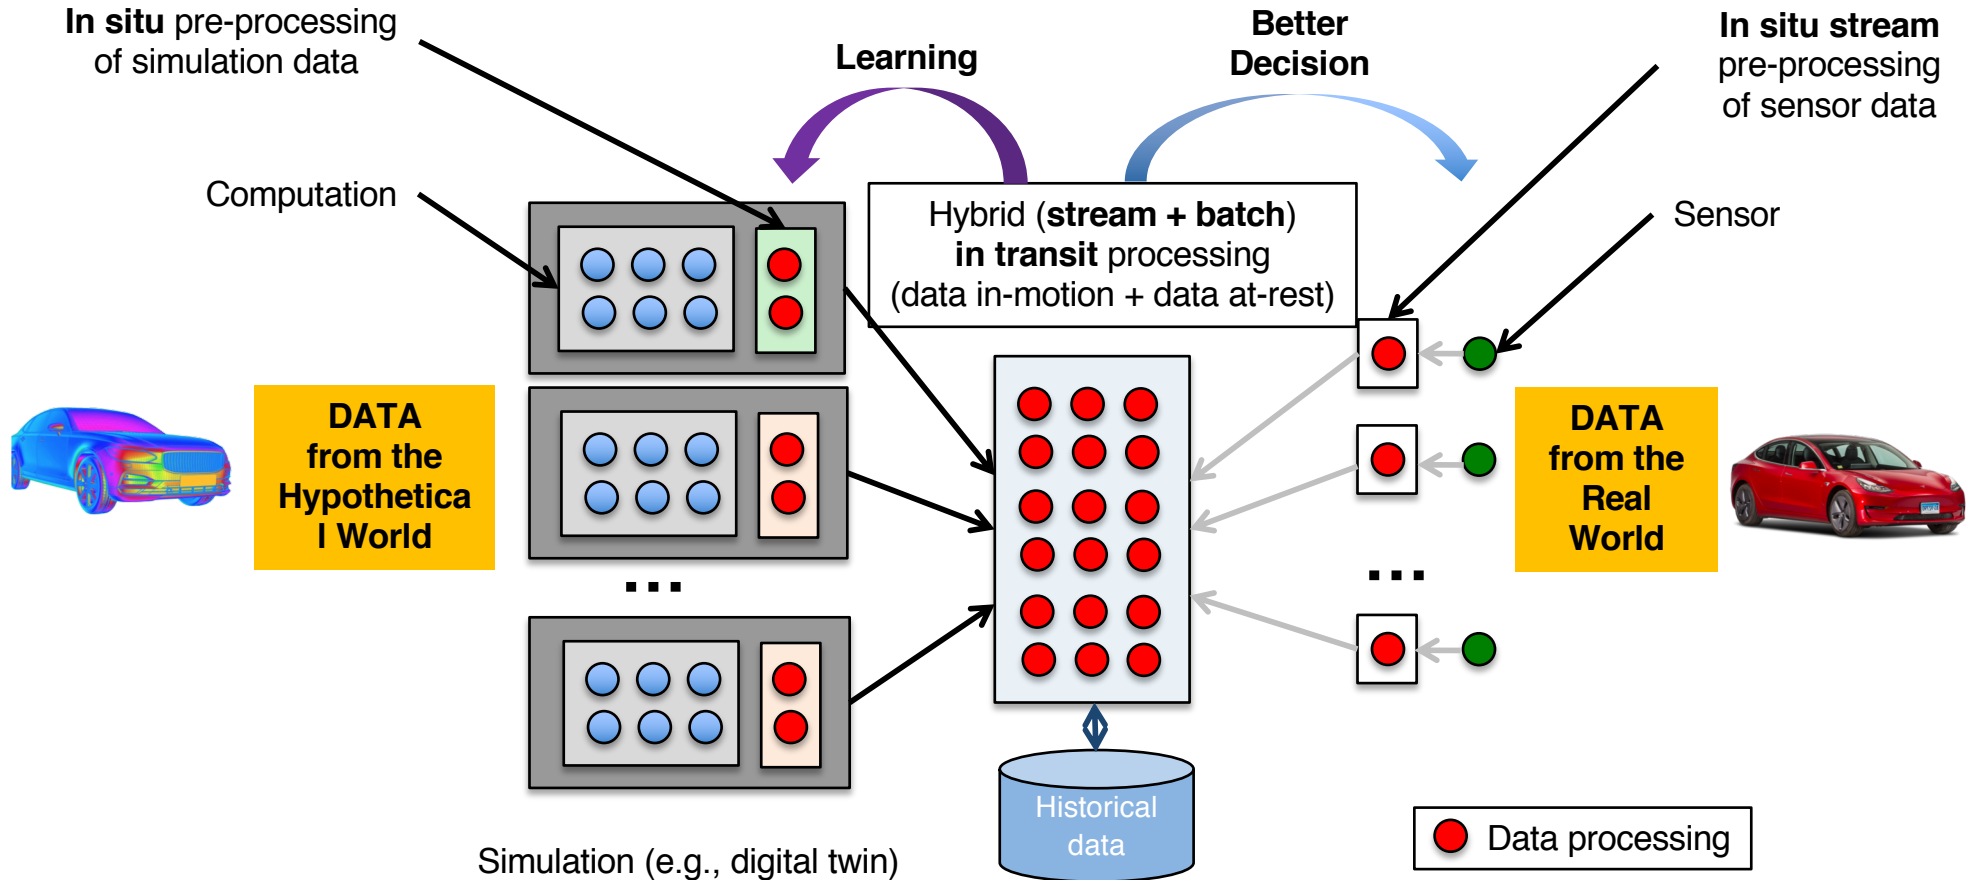 In situ pre-processing
of simulation data
Learning
Better
Decision
In situ stream
pre-processing
of sensor data
Computation
Hybrid (stream + batch)
in transit processing
(data in-motion + data at-rest)
Sensor
DATA
from the
Hypothetica
l World
DATA
from the
Real
World
...
...
Historical
data
Simulation (e.g., digital twin)
Data processing